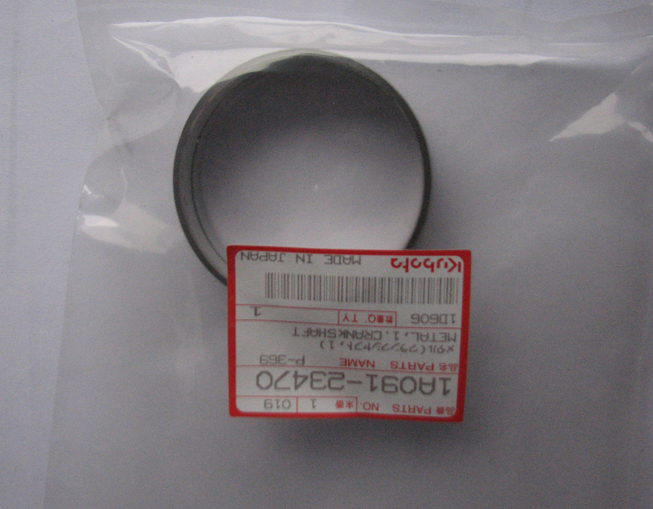 品番 PARTS NO. 1 019
1A091-23470
品名 PARTS NAME P-369
メタル(クランクシャフト,1)
METAL,1.CRANKSHAFT
数量 Q'TY 1
1D606
Kubota MADE IN JAPAN